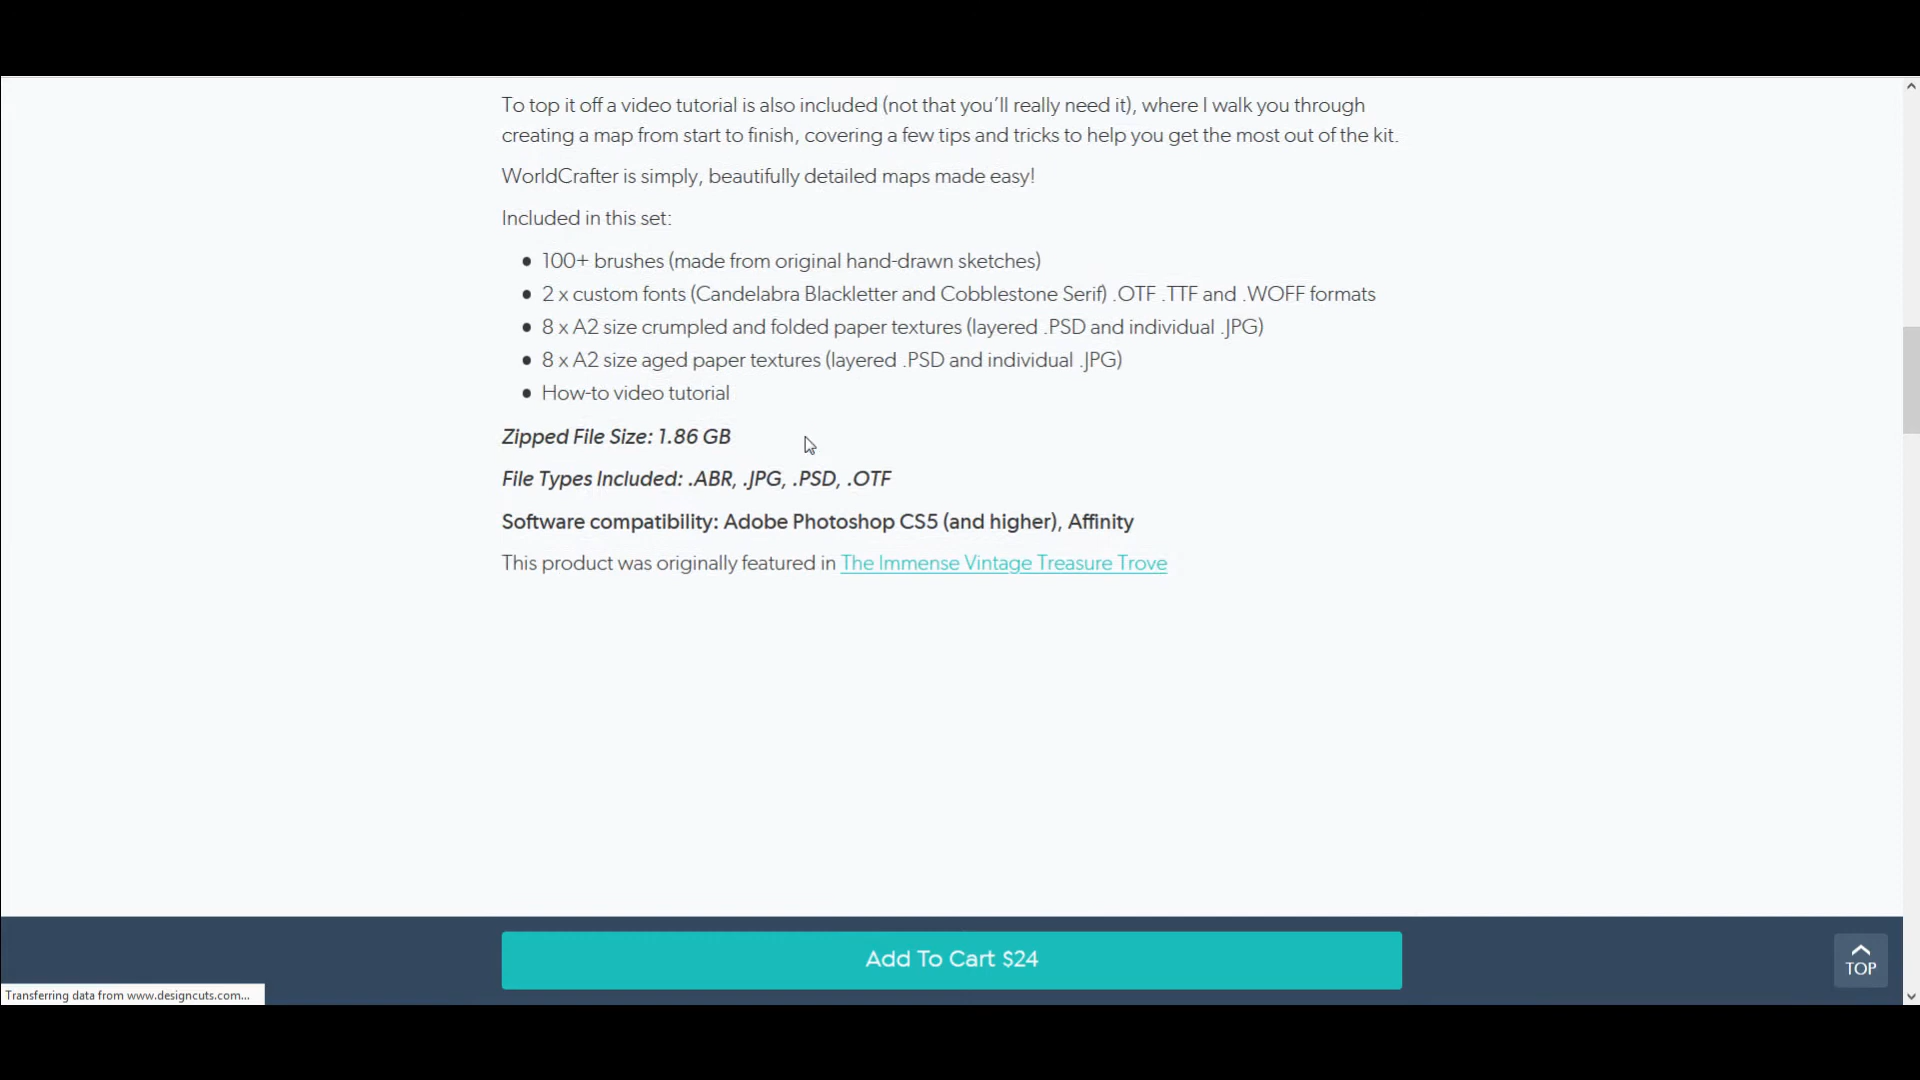 To top it off a video tutorial is also included (not that you’ll really need it), where I walk you through
creating a map from start to finish, covering a few tips and tricks to help you get the most out of the kit.
WorldCrafter is simply, beautifully detailed maps made easy!
Included in this set:
● 100+ brushes (made from original hand-drawn sketches)
● 2 x custom fonts (Candelabra Blackletter and Cobblestone Serif) .OTF .TTF and .WOFF formats
● 8 x A2 size crumpled and folded paper textures (layered .PSD and individual .JPG)
● 8 x A2 size aged paper textures (layered .PSD and individual .JPG)
● How-to video tutorial
Zipped File Size: 1.86 GB
File Types Included: .ABR, .JPG, .PSD, .OTF
Software compatibility: Adobe Photoshop CS5 (and higher), Affinity
This product was originally featured in The Immense Vintage Treasure Trove
Add To Cart $24
TOP
Transferring data from www.designcuts.com...